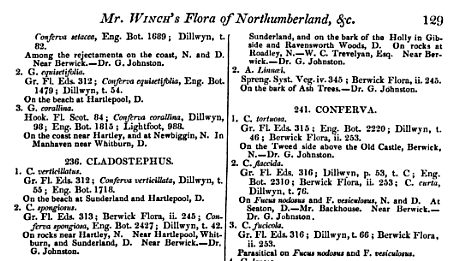 Mr. WINCH's Flora of Northumberland, &c. 129
Conferva setacea, Eng. Bot. 1689; Dillwyn, t.
82.
Among the rejectamenta on the coast, N. and D.
Near Berwick.—Dr. G. Johnston.
2. G. equisetifolia.
Gr. Fl. Eds. 312; Conferva equisetifolia, Eng. Bot.
1479; Dillwyn, t. 54.
On the beach at Hartlepool, D.
3. G. corallina.
Hook. Fl. Scot. 84; Conferva corallina, Dillwyn,
98; Eng. Bot. 1815; Lightfoot, 988.
On the coast near Hartley, and at Newbiggin, N. In
Manhaven near Whitburn, D.
236. CLADOSTEPHUS.
1. C. verticillatus.
Gr. Fl. Eds. 312; Conferva verticillata, Dillwyn, t.
55; Eng. Bot. 1718.
On the beach at Sunderland and Hartlepool, D.
2. C. spongiosus.
Gr. Fl. Eds. 313; Berwick Flora, ii. 245; Con-
ferva spongiosa, Eng. Bot. 2427; Dillwyn, t. 42.
On rocks near Hartley, N. Near Hartlepool, Whit-
burn, and Sunderland, D. Near Berwick.—Dr.
G. Johnston.
Sunderland, and on the bark of the Holly in Gib-
side and Ravensworth Woods, D. On rocks at
Roadley, N.—W. C. Trevelyan, Esq. Near Ber-
wick.—Dr. G. Johnston.
2. A. Linnæi.
Spreng. Syst. Veg. iv. 345; Berwick Flora, ii. 245.
On the bark of Ash Trees.—Dr. G. Johnston.
241. CONFERVA.
1. C. tortuosa.
Gr. Fl. Eds. 315; Eng. Bot. 2220; Dillwyn, t.
46; Berwick Flora, ii. 253.
On the Tweed side above the Old Castle, Berwick,
N.—Dr. G. Johnston.
2. C. flaccida.
Gr. Fl. Eds. 316; Dillwyn, p. 53, t. C; Eng.
Bot. 2310; Berwick Flora, ii. 253; C. curta,
Dillwyn, t. 76.
On Fucus nodosus and F. vesiculosus, N. and D. At
Seaton, D.—Mr. Backhouse. Near Berwick.—
Dr. G. Johnston.
3. C. fucicola.
Gr. Fl. Eds. 316; Dillwyn, t. 66; Berwick Flora,
ii. 253.
Parasitical on Fucus nodosus and F. vesiculosus.